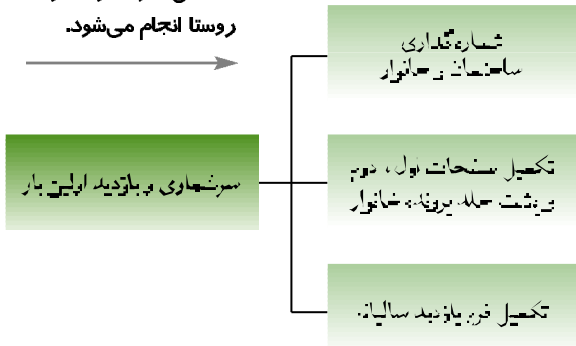 روستا انجام می‌شود.
شماره‌گذاری
ساختمان و خانوار
سرشماری و بازدید اولین بار
تکمیل صفحات اول، دوم
و پشت جلد پرونده خانوار
تکمیل فرم بازدید سالیانه